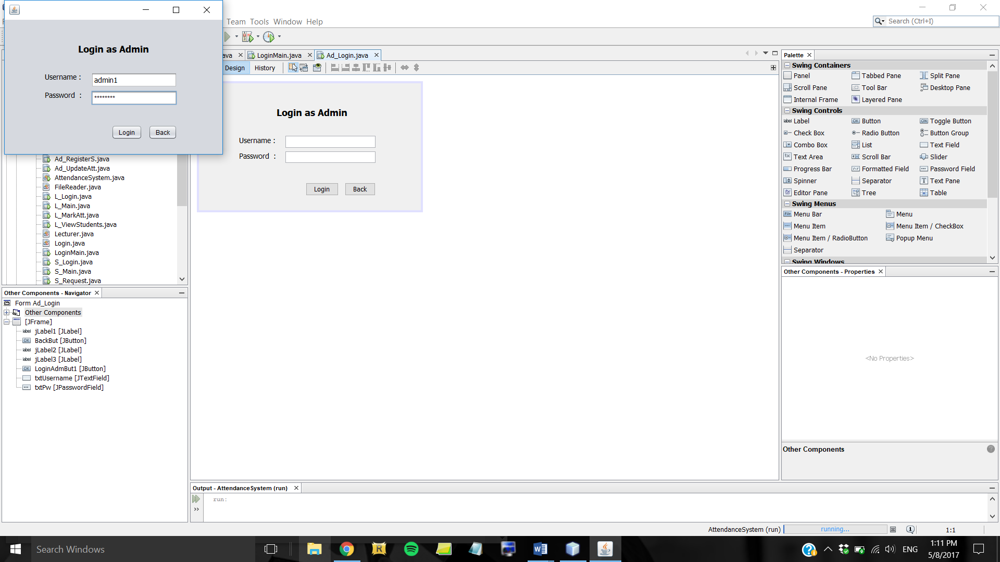 Login as Admin
Username :
admin1
Password :
********
Login
Back
Team Tools Window Help
Search (Ctrl+I)
ava
LoginMain.java
Ad_Login.java
Design
History
Login as Admin
Username :
Password :
Login
Back
Ad_RegisterS.java
Ad_UpdateAtt.java
AttendanceSystem.java
FileReader.java
L_Login.java
L_Main.java
L_MarkAtt.java
L_ViewStudents.java
Lecturer.java
Login.java
LoginMain.java
S_Login.java
S_Main.java
S_Request.java
Other Components - Navigator
Form Ad_Login
Other Components
[JFrame]
jLabel1 [JLabel]
BackBut [JButton]
jLabel2 [JLabel]
jLabel3 [JLabel]
LoginAdmBut1 [JButton]
txtUsername [JTextField]
txtPw [JPasswordField]
Palette
Swing Containers
Panel Tabbed Pane Split Pane
Scroll Pane Tool Bar Desktop Pane
Internal Frame Layered Pane
Swing Controls
Label Button Toggle Button
Check Box Radio Button Button Group
Combo Box List Text Field
Text Area Scroll Bar Slider
Progress Bar Formatted Field Password Field
Spinner Separator Text Pane
Editor Pane Tree Table
Swing Menus
Menu Bar Menu
Menu Item Menu Item / CheckBox
Menu Item / RadioButton Popup Menu
Separator
Swing Windows
Other Components - Properties
<No Properties>
Other Components
Output - AttendanceSystem (run)
run:
AttendanceSystem (run)
running...
1:1
Search Windows
ENG
1:11 PM
5/8/2017